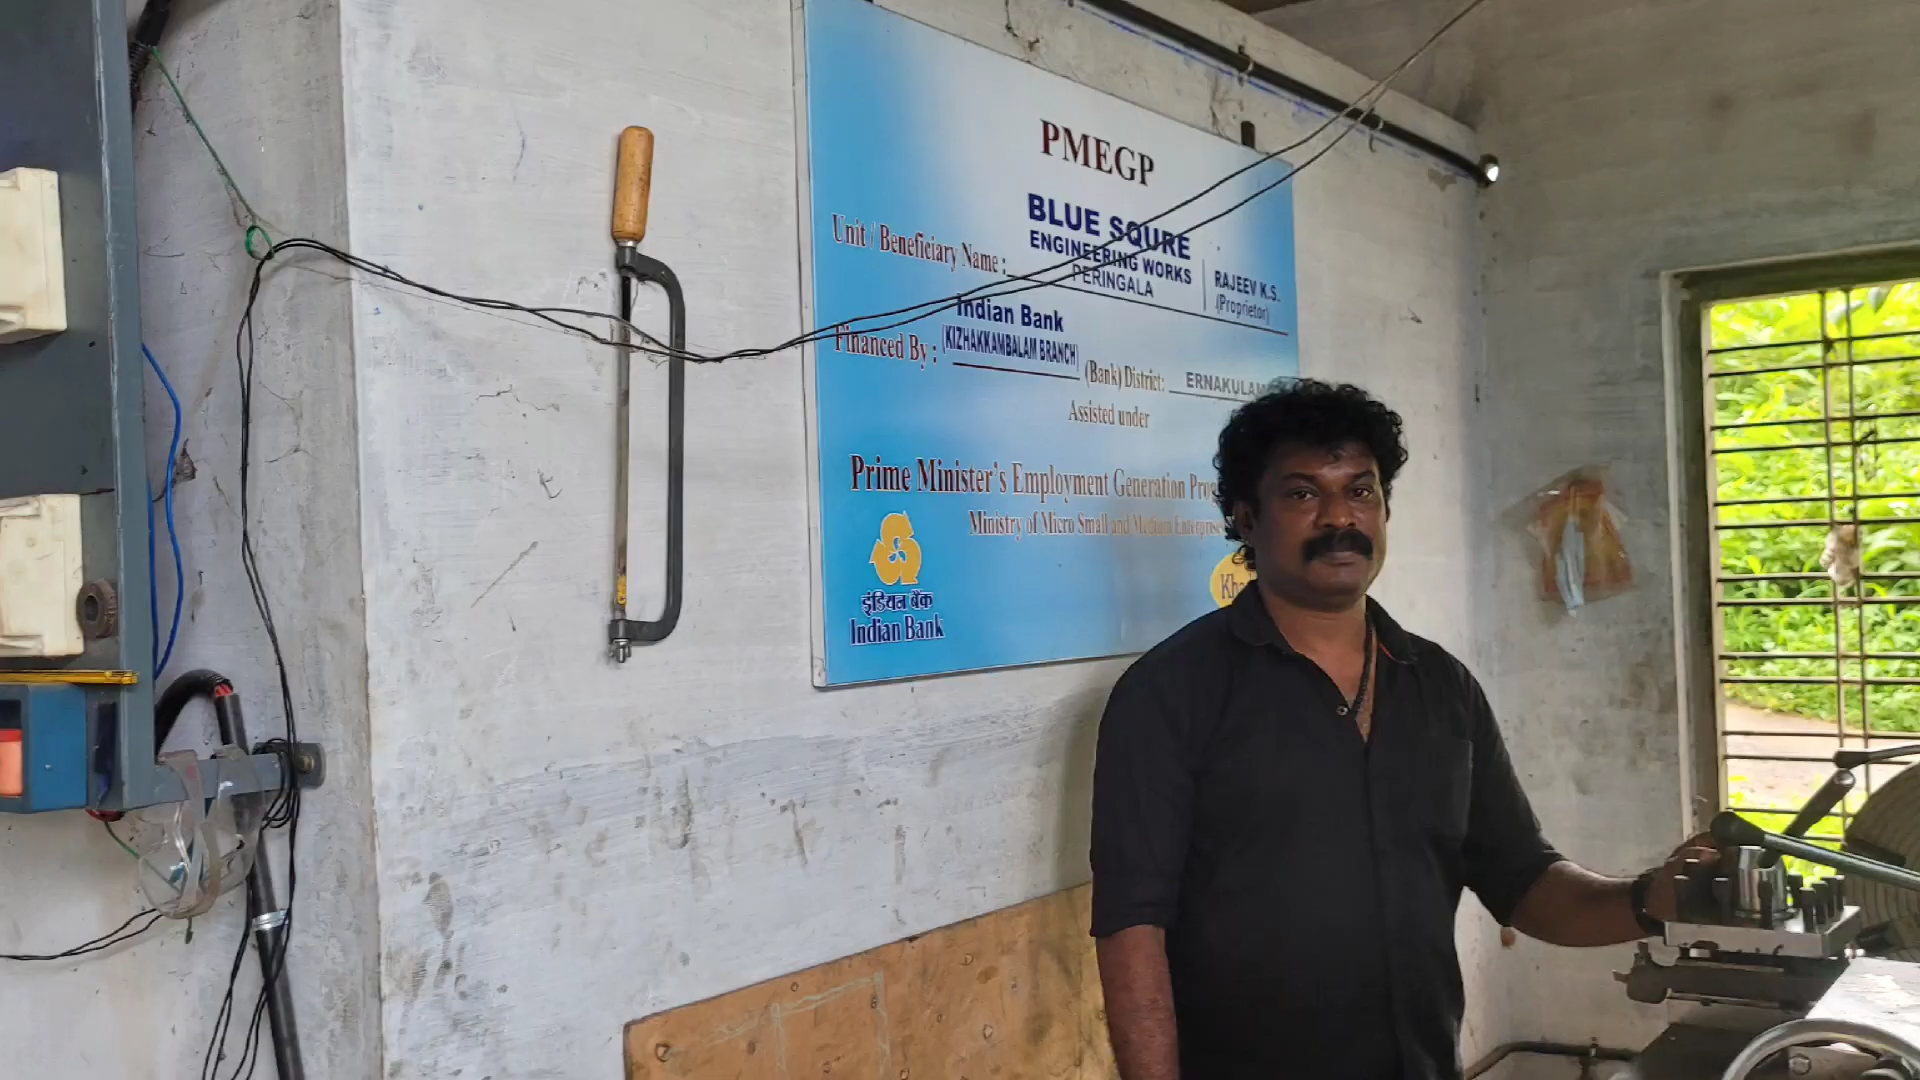 PMEGP
Unit / Beneficiary Name :
BLUE SQURE
ENGINEERING WORKS
PERINGALA
RAJEEV K.S.
(Proprietor)
Financed By :
Indian Bank
(KIZHAKKAMBALAM BRANCH)
(Bank) District: ERNAKULAM
Assisted under
Prime Minister's Employment Generation Prog
Ministry of Micro Small and Medium Enterprise
इंडियन बैंक
Indian Bank
Kh